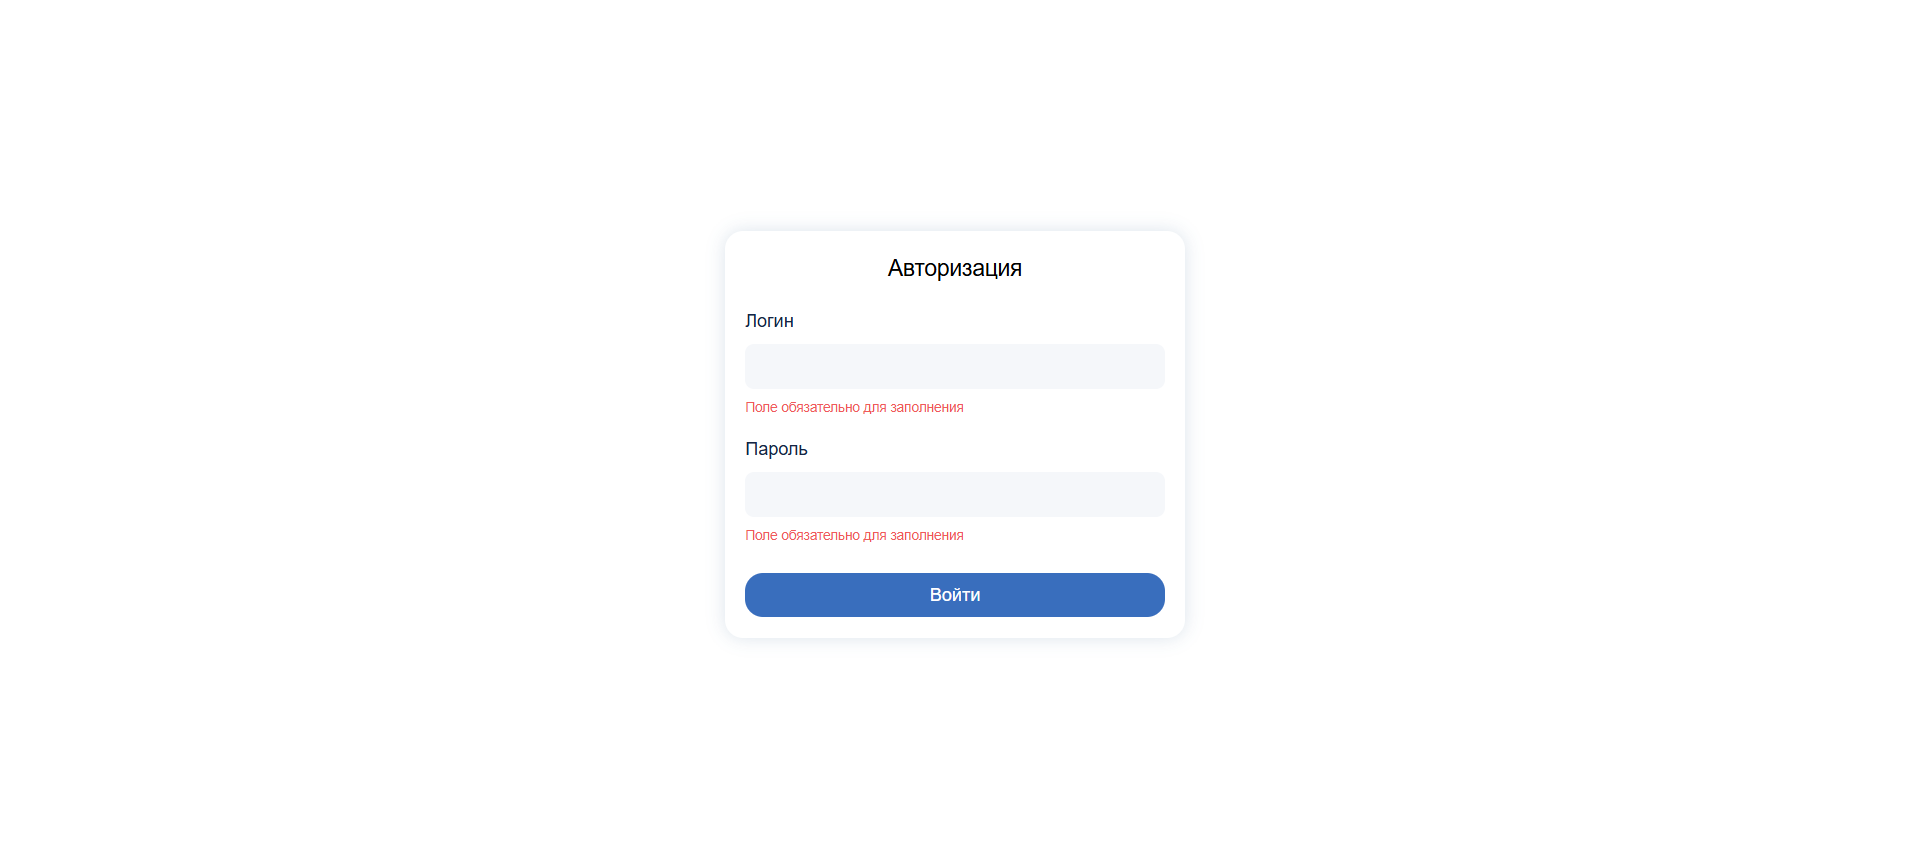 Авторизация
Логин
Поле обязательно для заполнения
Пароль
Поле обязательно для заполнения
Войти